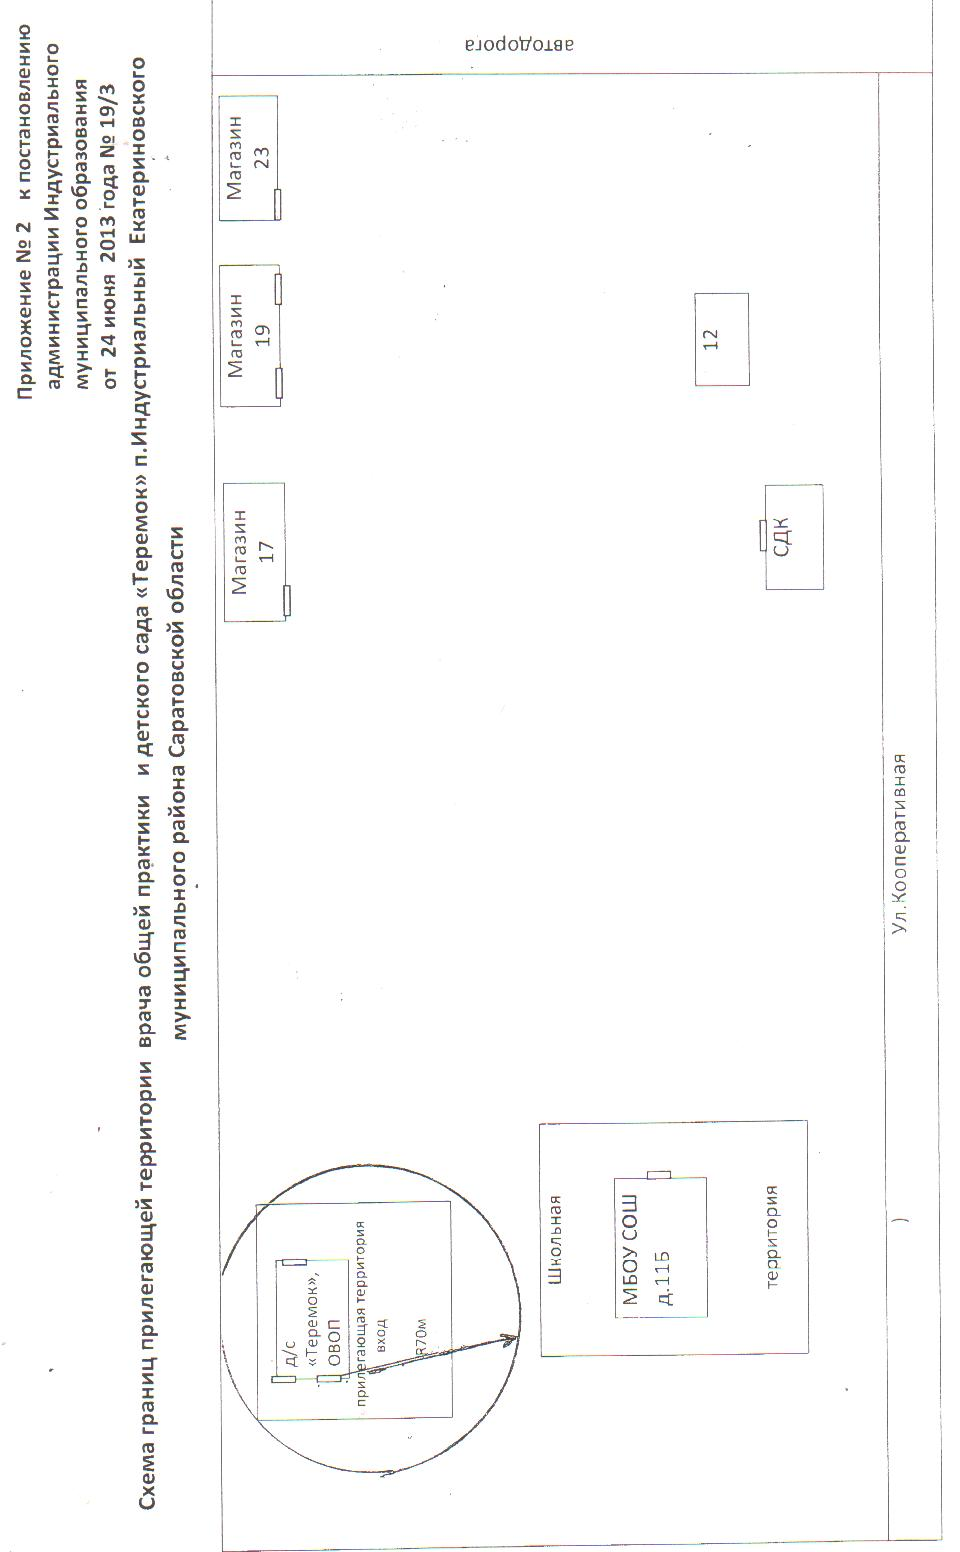 Приложение № 2 к постановлению
администрации Индустриального
муниципального образования
от 24 июня 2013 года № 19/3
Схема границ прилегающей территории врача общей практики и детского сада «Теремок» п.Индустриальный Екатериновского
муниципального района Саратовской области
д/с
«Теремок»,
ОВОП
прилегающая территория
вход
R70м
Магазин
17
Магазин
19
Магазин
23
автодорога
Школьная
МБОУ СОШ
д.11Б
территория
СДК
12
Ул.Кооперативная
)